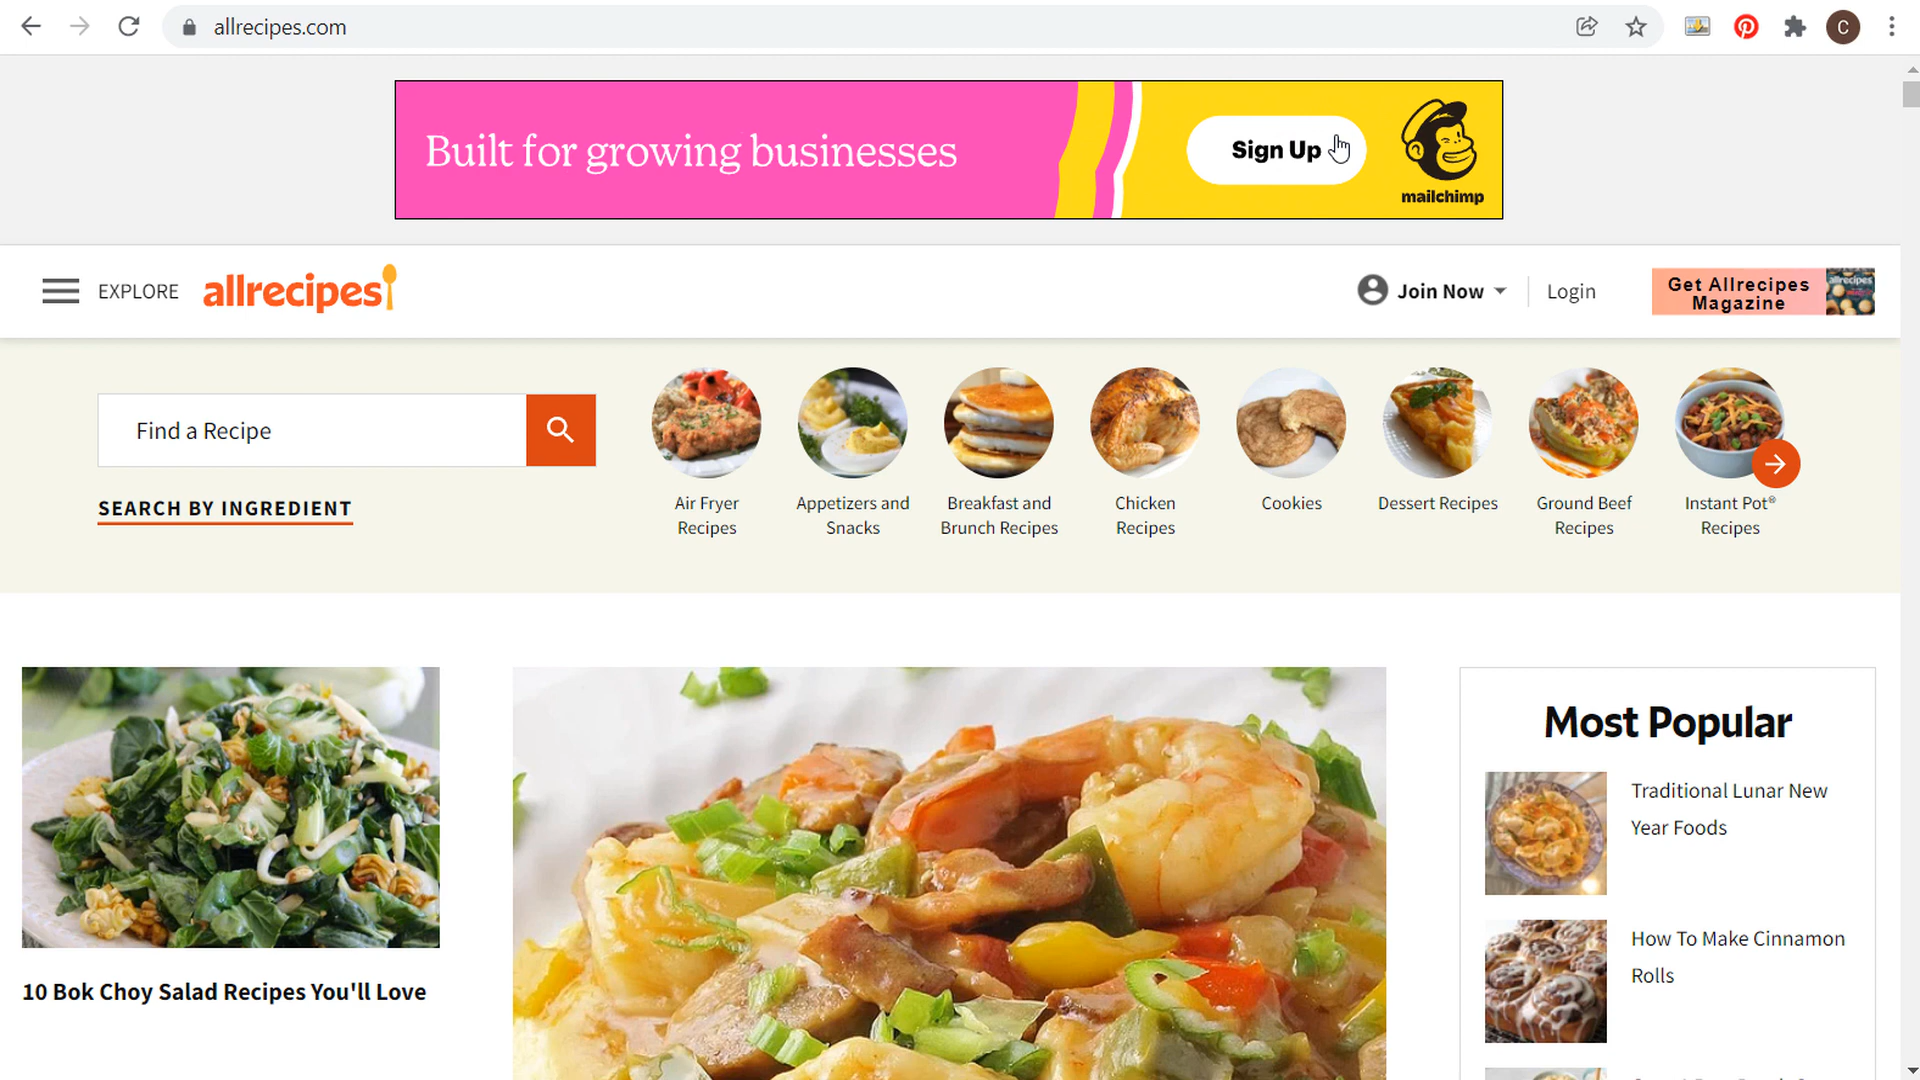 allrecipes.com
C
Built for growing businesses
Sign Up
mailchimp
EXPLORE
allrecipes
Join Now
Login
Get Allrecipes
Magazine
allrecipes
Find a Recipe
SEARCH BY INGREDIENT
Air Fryer
Recipes
Appetizers and
Snacks
Breakfast and
Brunch Recipes
Chicken
Recipes
Cookies
Dessert Recipes
Ground Beef
Recipes
Instant Pot®
Recipes
10 Bok Choy Salad Recipes You'll Love
Most Popular
Traditional Lunar New
Year Foods
How To Make Cinnamon
Rolls